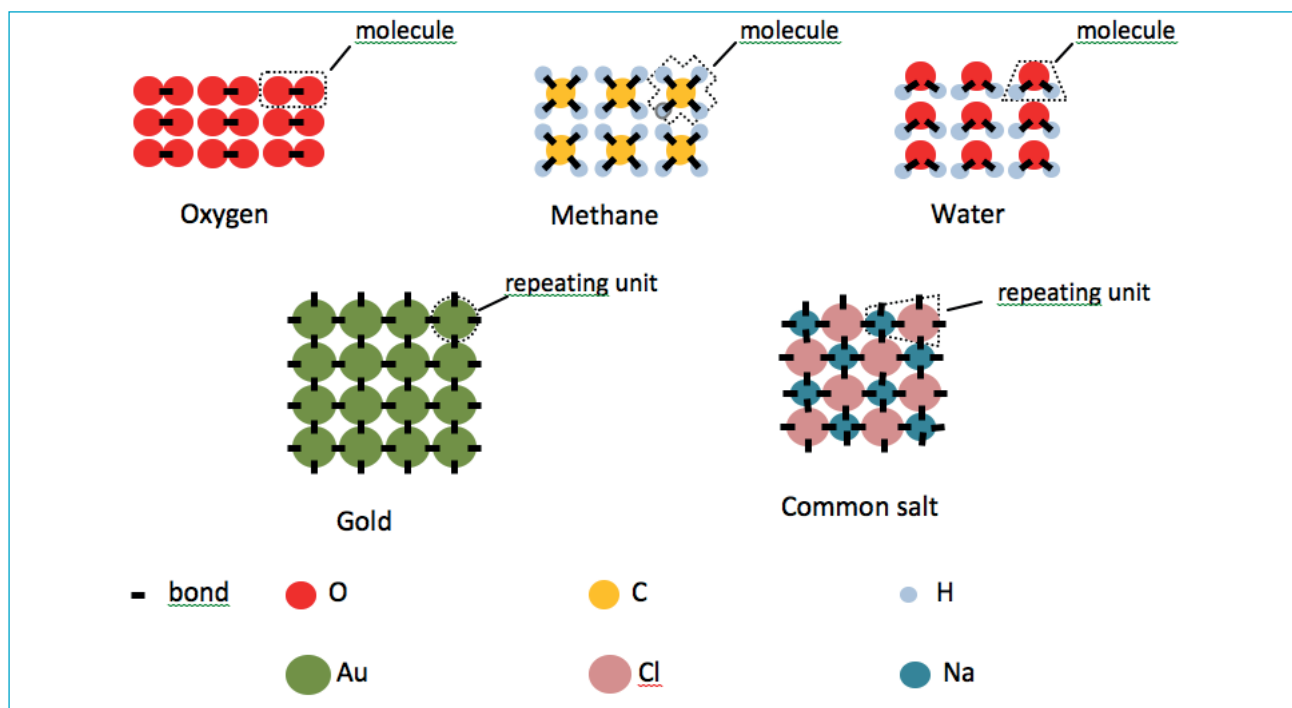 molecule
molecule
molecule
Oxygen
Methane
Water
repeating unit
repeating unit
Gold
Common salt
bond
O
C
H
Au
Cl
Na